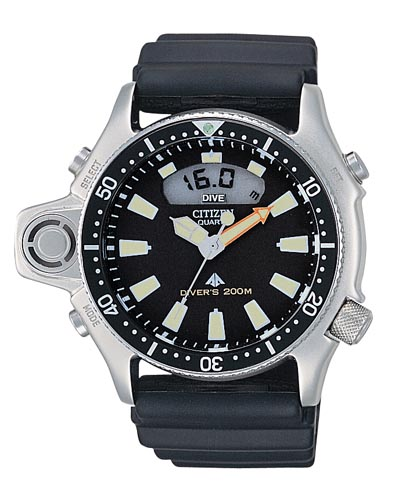 SELECT
16.0 m
DIVE
CITIZEN
QUARTZ
DIVER'S 200M
MODE
10
20
30
40
50